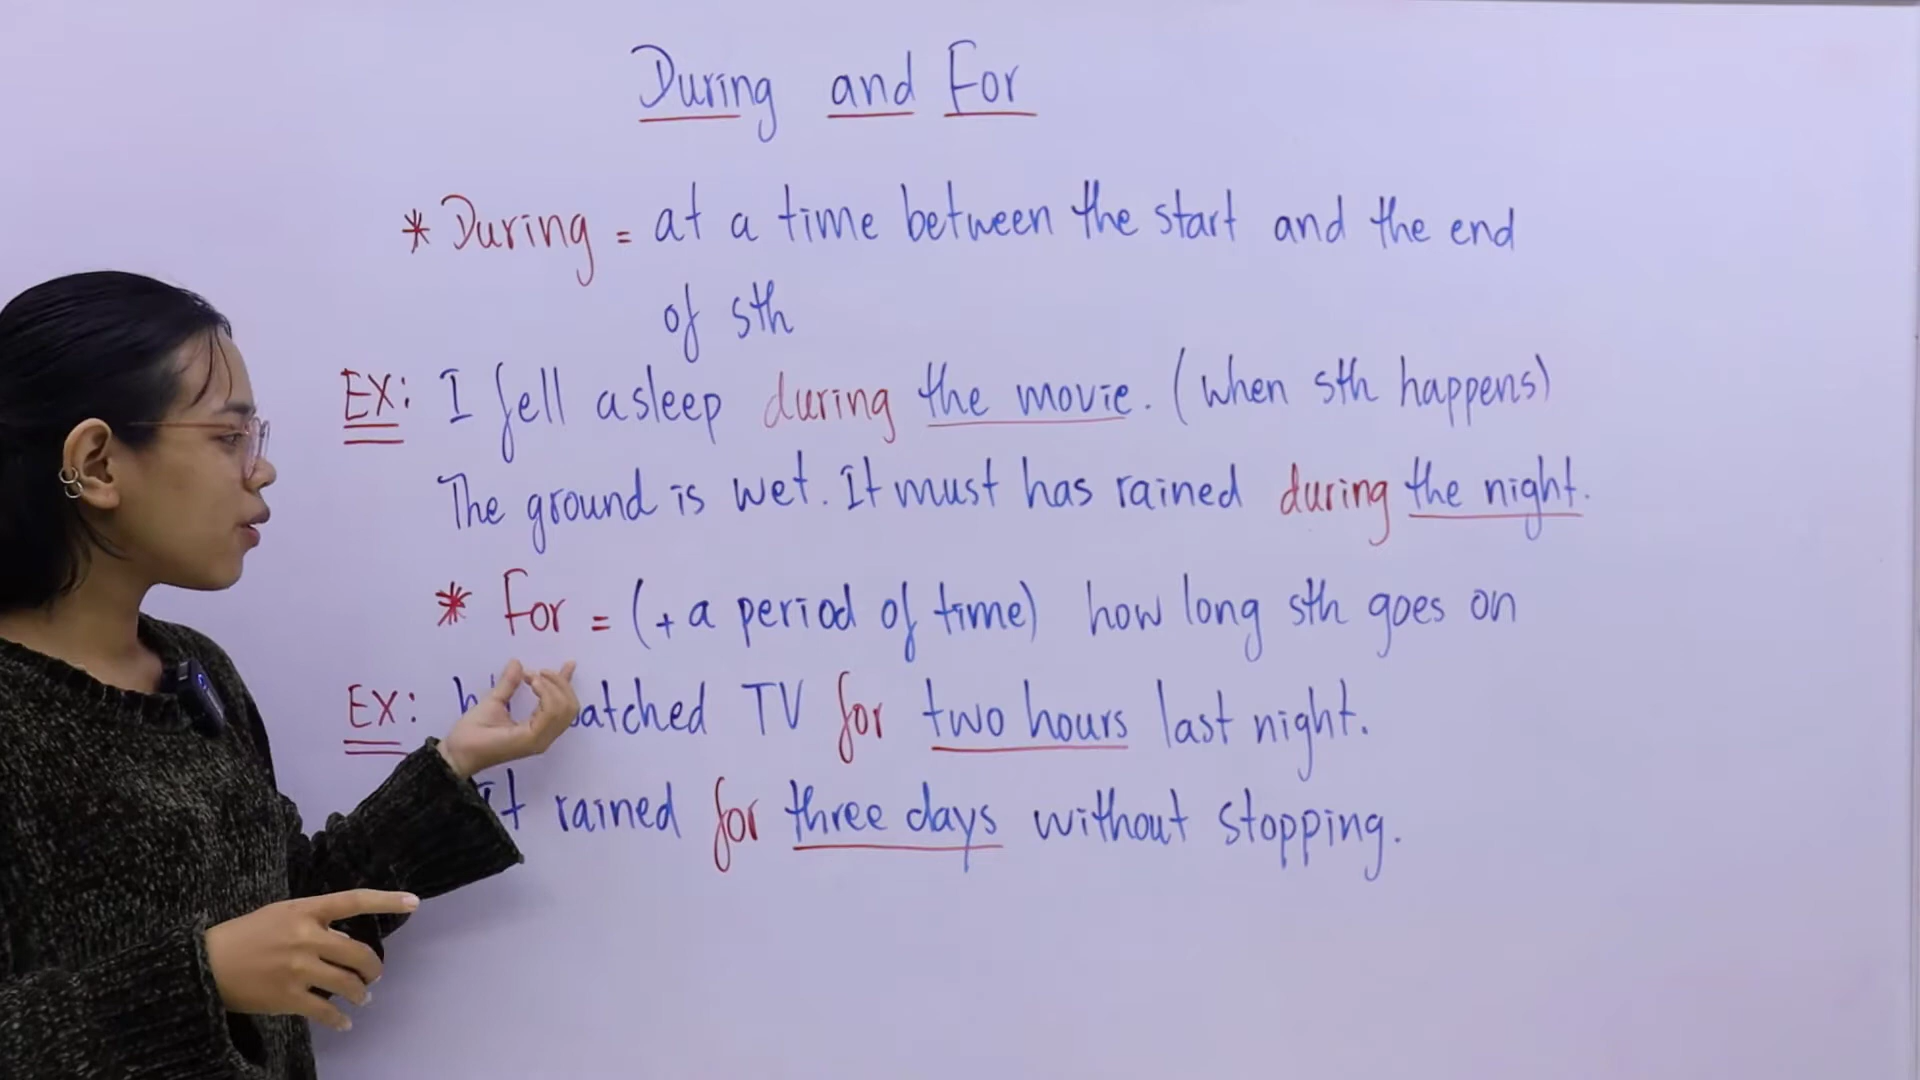 During and For
* During = at a time between the start and the end
of sth
EX: I fell asleep during the movie. (when sth happens)
The ground is wet. It must has rained during the night.
* For = (+ a period of time) how long sth goes on
EX: watched TV for two hours last night.
It rained for three days without stopping.